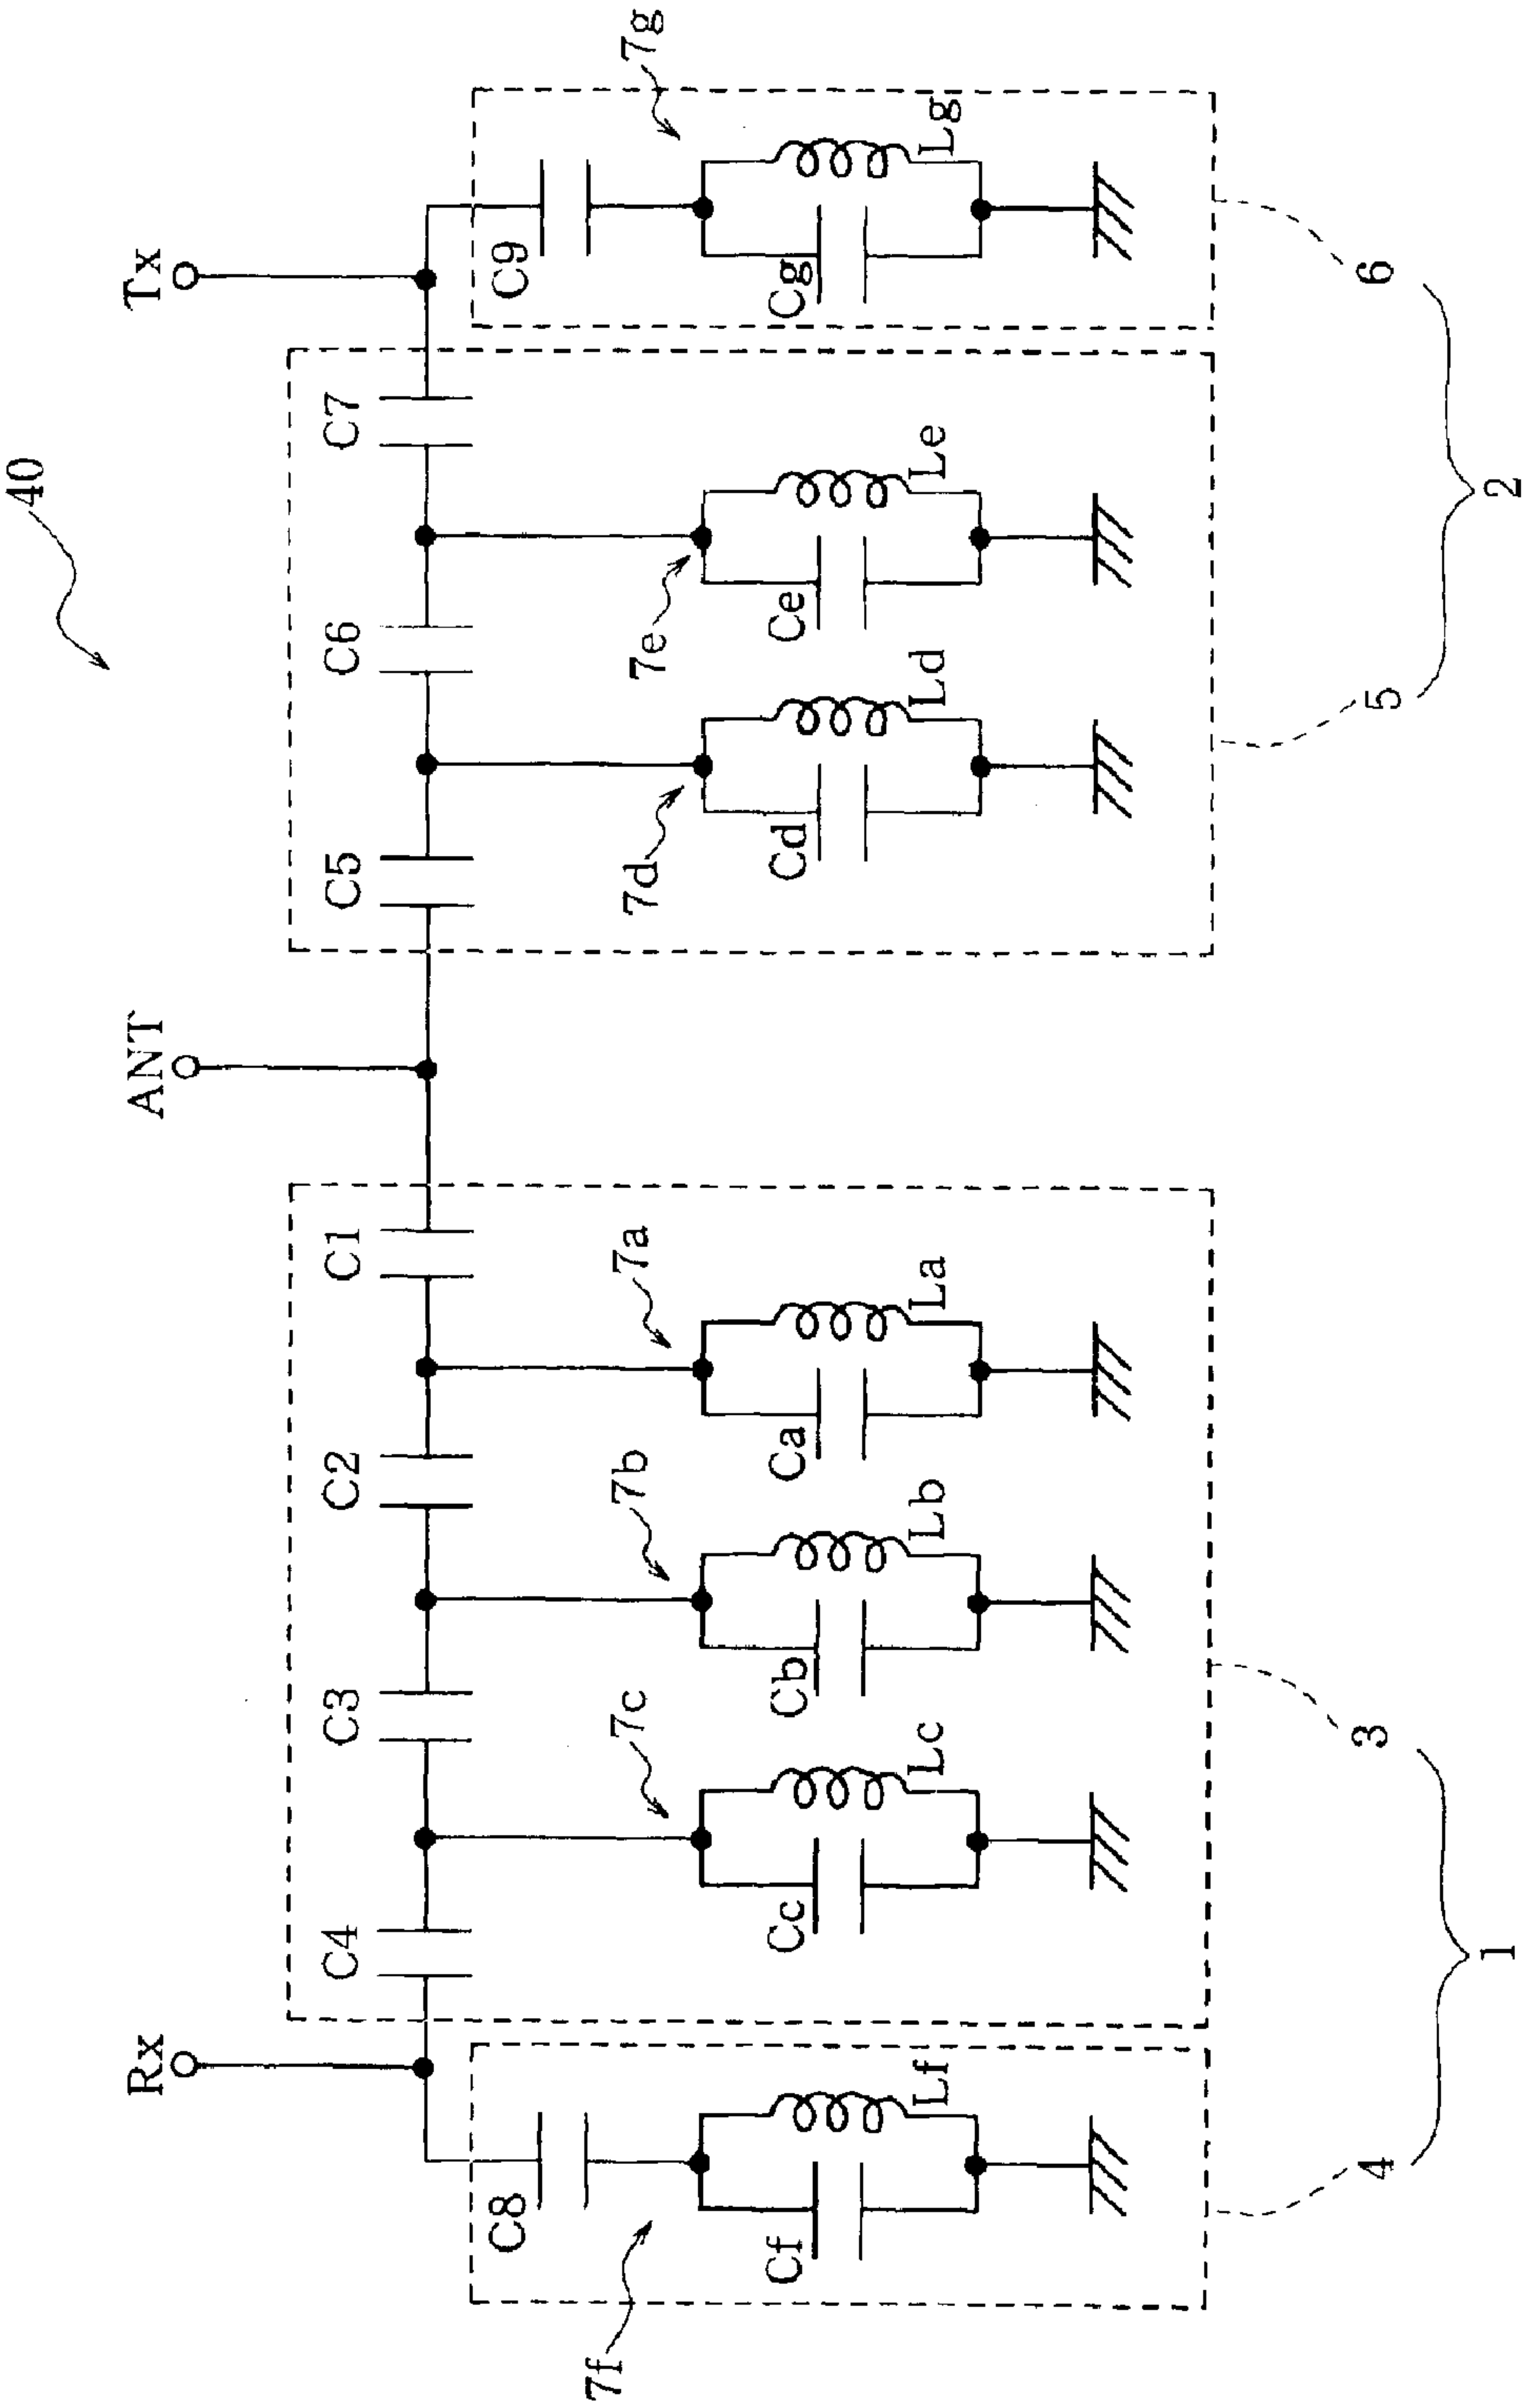 40
Rx
ANT
Tx
C4
C3
C2
C1
C5
C6
C7
C8
C9
7f
7c
7b
7a
7d
7e
7g
Cf
Lf
Cc
Lc
Cb
Lb
Ca
La
Cd
Ld
Ce
Le
Cg
Lg
4
3
5
6
1
2